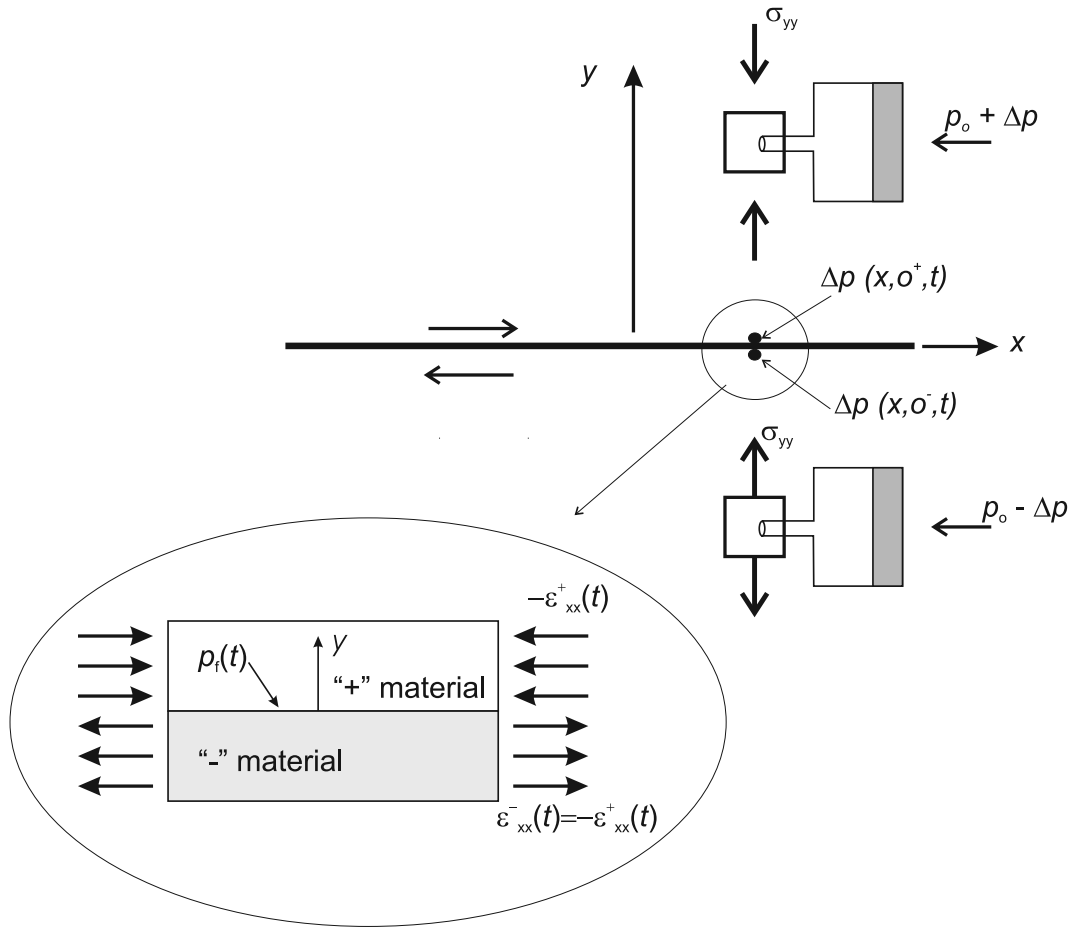 σyy
y
pₒ + Δp
Δp (x,o⁺,t)
x
Δp (x,o⁻,t)
σyy
pₒ - Δp
-ε⁺xx(t)
y
pf(t)
“+” material
“-” material
ε⁻xx(t)=-ε⁺xx(t)